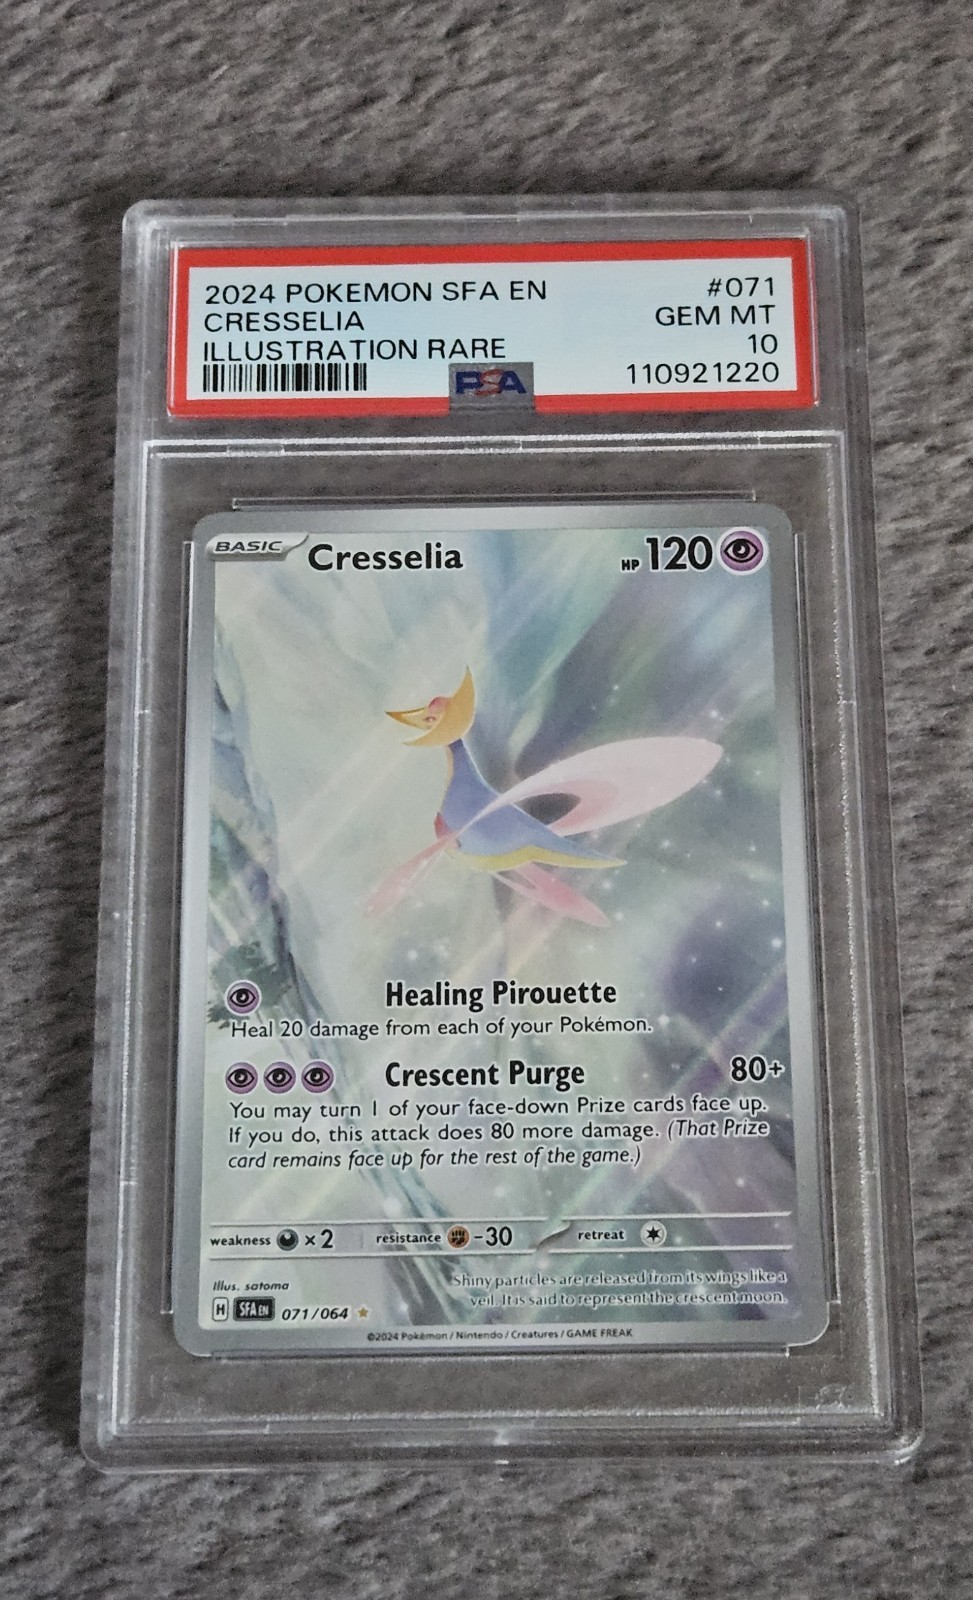 2024 POKEMON SFA EN #071
CRESSELIA GEM MT
ILLUSTRATION RARE 10
PSA 110921220
BASIC Cresselia HP 120
Healing Pirouette
Heal 20 damage from each of your Pokémon.
Crescent Purge 80+
You may turn 1 of your face-down Prize cards face up.
If you do, this attack does 80 more damage. (That Prize
card remains face up for the rest of the game.)
weakness ×2 resistance -30 retreat
Illus. satoma
Shiny particles are released from its wings like a
veil. It is said to represent the crescent moon.
H SFA EN 071/064
©2024 Pokémon / Nintendo / Creatures / GAME FREAK